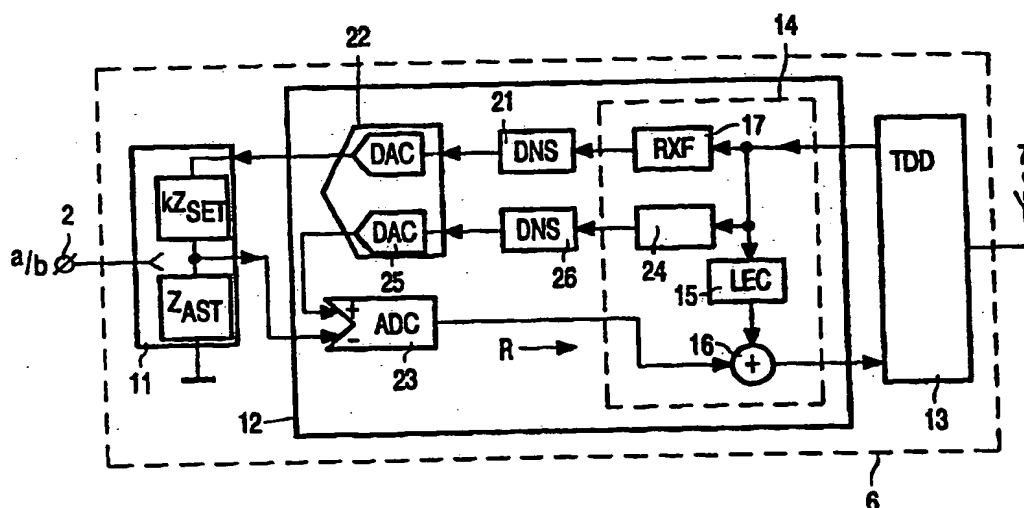 22
14
21
DAC
DNS
RXF
17
TDD
7
2
a/b
kZSET
DAC
DNS
25
26
24
15
LEC
ZAST
+
-
ADC
R
16
+
11
23
12
13
6